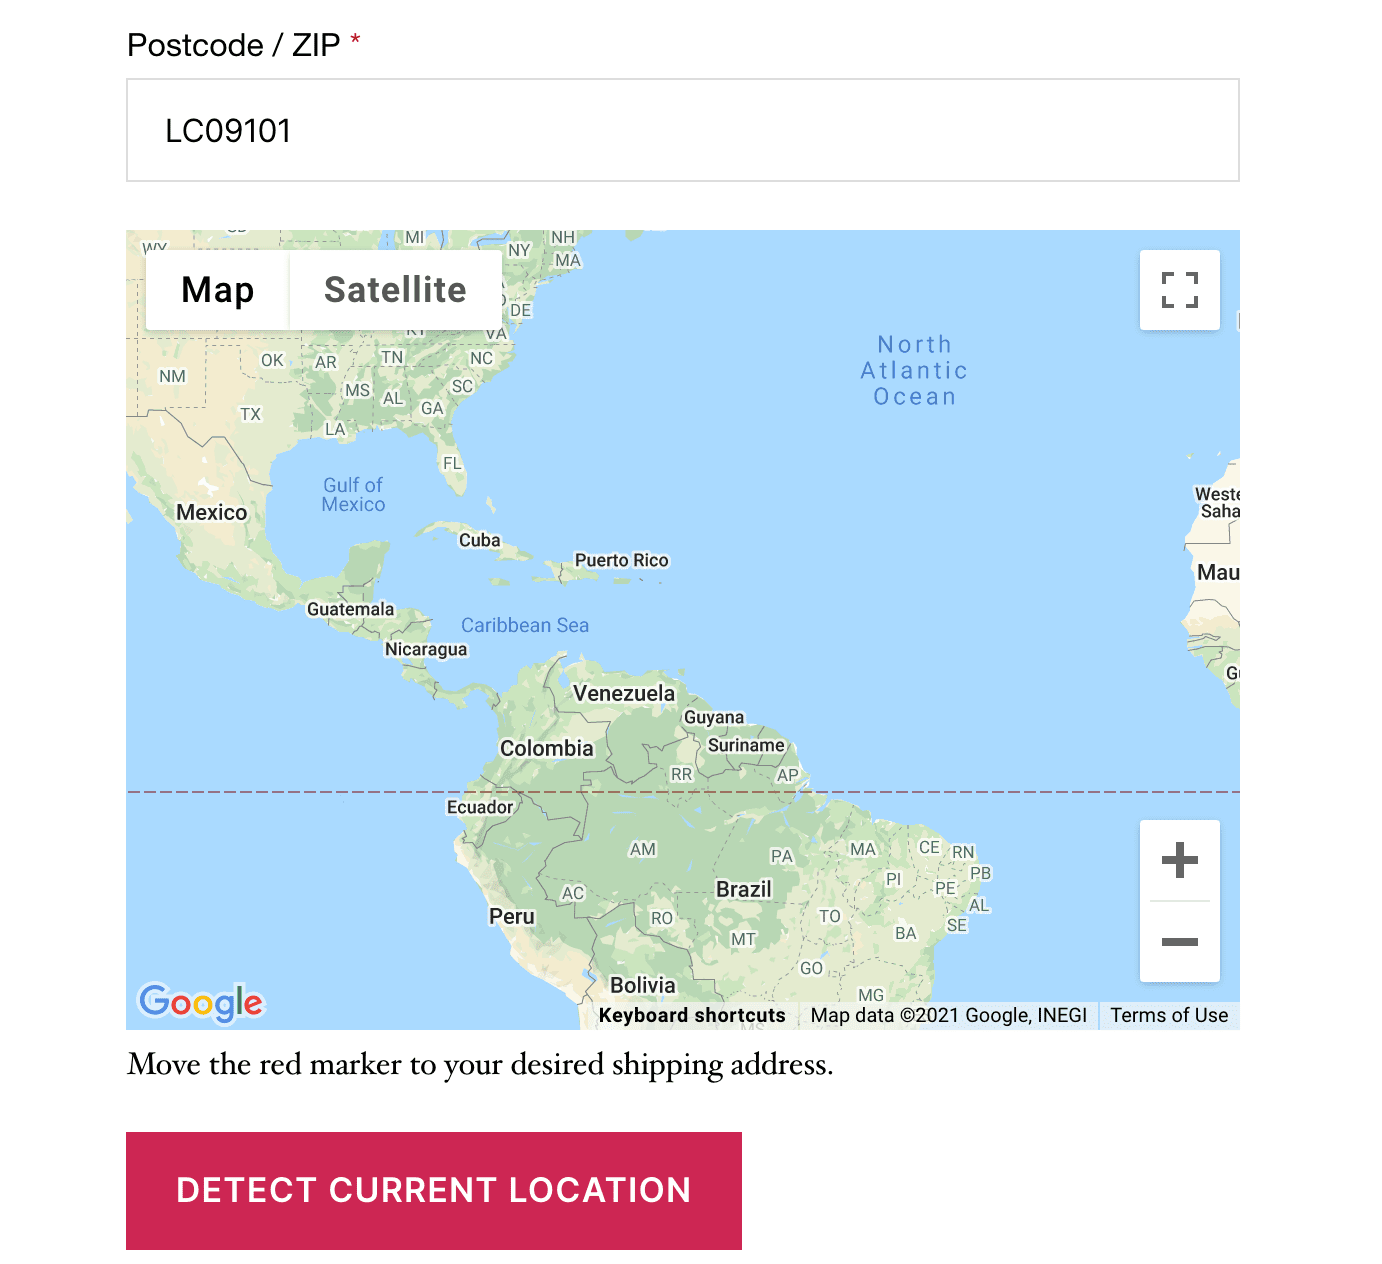 Postcode / ZIP *
LC09101
MI
NH
WY
NY
MA
Map
Satellite
DE
VA
OK
AR
TN
NC
NM
MS
AL
SC
TX
GA
LA
FL
North
Atlantic
Ocean
Gulf of
Mexico
Mexico
Cuba
Puerto Rico
Weste
Saha
Mau
Guatemala
Caribbean Sea
Nicaragua
Venezuela
G
Guyana
Colombia
Suriname
RR
AP
Ecuador
AM
PA
MA
CE
RN
PI
PB
AC
Brazil
PE
AL
Peru
RO
TO
SE
MT
BA
GO
Bolivia
MG
Google
Keyboard shortcuts
Map data ©2021 Google, INEGI
Terms of Use
Move the red marker to your desired shipping address.
DETECT CURRENT LOCATION